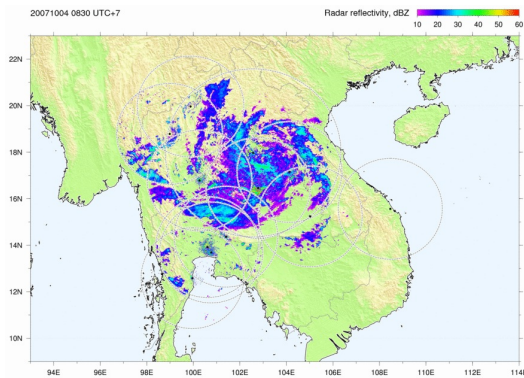 20071004 0830 UTC+7
Radar reflectivity, dBZ
10 20 30 40 50 60
22N
20N
18N
16N
14N
12N
10N
94E 96E 98E 100E 102E 104E 106E 108E 110E 112E 114E